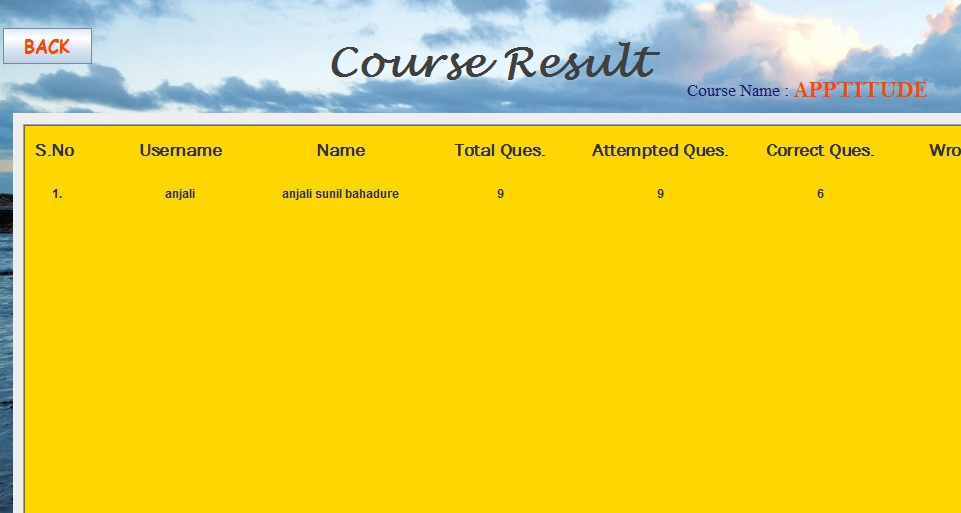 BACK
Course Result
Course Name : APPTITUDE
S.No Username Name Total Ques. Attempted Ques. Correct Ques. Wro
1. anjali anjali sunil bahadure 9 9 6